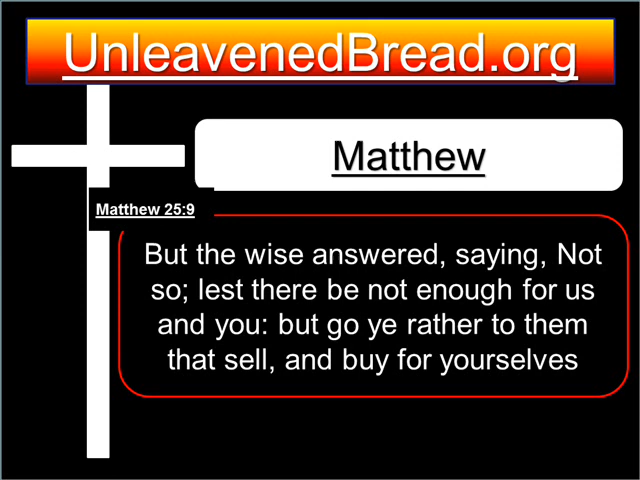 UnleavenedBread.org
Matthew
Matthew 25:9
But the wise answered, saying, Not
so; lest there be not enough for us
and you: but go ye rather to them
that sell, and buy for yourselves